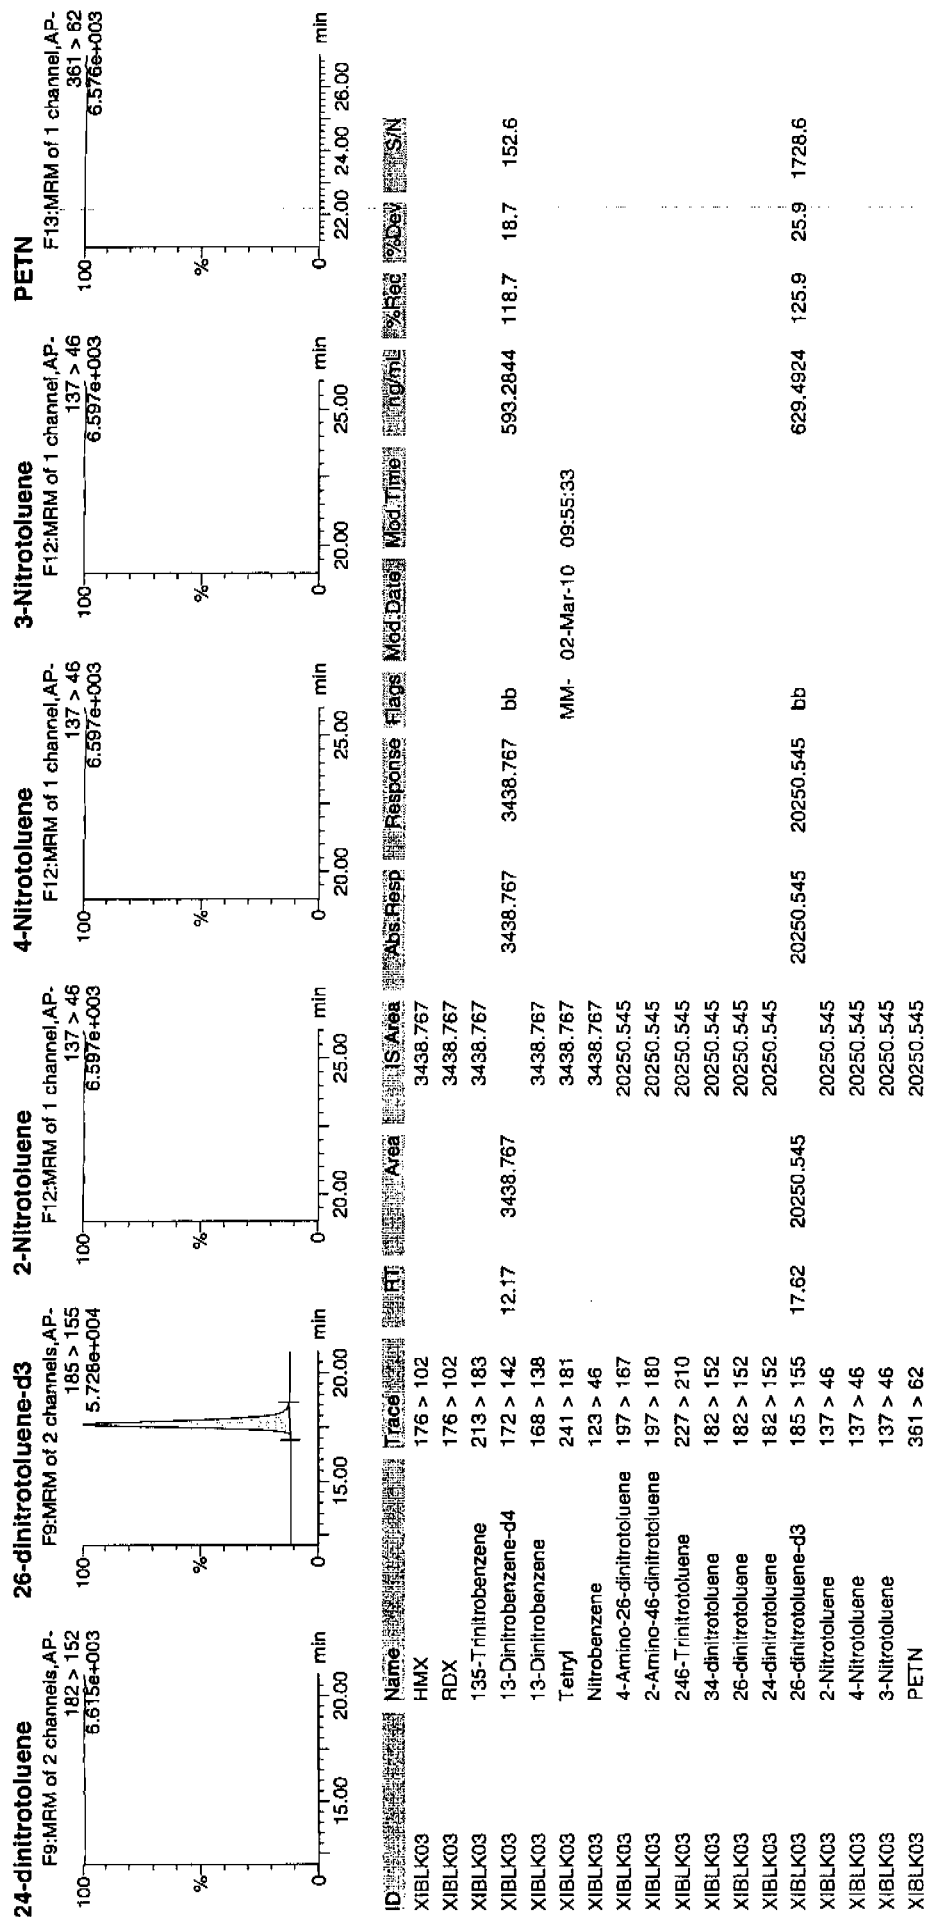 24-dinitrotoluene
F9:MRM of 2 channels,AP-
182 > 152
6.615e+003
100
%
0
15.00 20.00 min
26-dinitrotoluene-d3
F9:MRM of 2 channels,AP-
185 > 155
5.726e+004
100
%
0
15.00 20.00 min
2-Nitrotoluene
F12:MRM of 1 channel,AP-
137 > 46
6.597e+003
100
%
0
20.00 25.00 min
4-Nitrotoluene
F12:MRM of 1 channel,AP-
137 > 46
6.597e+003
100
%
0
20.00 25.00 min
3-Nitrotoluene
F12:MRM of 1 channel,AP-
137 > 46
6.597e+003
100
%
0
20.00 25.00 min
PETN
F13:MRM of 1 channel,AP-
361 > 62
6.576e+003
100
%
0
22.00 24.00 26.00 min
ID Name Trace RT Area IS Area Abs.Resp Response Flags Mod.Date Mod.Time ng/mL %Rec %Dev S/N
XIBLK03 HMX 176 > 102 3438.767
XIBLK03 RDX 176 > 102 3438.767
XIBLK03 135-Trinitrobenzene 213 > 183 3438.767
XIBLK03 13-Dinitrobenzene-d4 172 > 142 12.17 3438.767 3438.767 3438.767 bb 593.2844 118.7 18.7 152.6
XIBLK03 13-Dinitrobenzene 168 > 138 3438.767
XIBLK03 Tetryl 241 > 181 3438.767 MM- 02-Mar-10 09:55:33
XIBLK03 Nitrobenzene 123 > 46 3438.767
XIBLK03 4-Amino-26-dinitrotoluene 197 > 167 20250.545
XIBLK03 2-Amino-46-dinitrotoluene 197 > 180 20250.545
XIBLK03 246-Trinitrotoluene 227 > 210 20250.545
XIBLK03 34-dinitrotoluene 182 > 152 20250.545
XIBLK03 26-dinitrotoluene 182 > 152 20250.545
XIBLK03 24-dinitrotoluene 182 > 152 20250.545
XIBLK03 26-dinitrotoluene-d3 185 > 155 17.62 20250.545 20250.545 20250.545 bb 629.4924 125.9 25.9 1728.6
XIBLK03 2-Nitrotoluene 137 > 46 20250.545
XIBLK03 4-Nitrotoluene 137 > 46 20250.545
XIBLK03 3-Nitrotoluene 137 > 46 20250.545
XIBLK03 PETN 361 > 62 20250.545